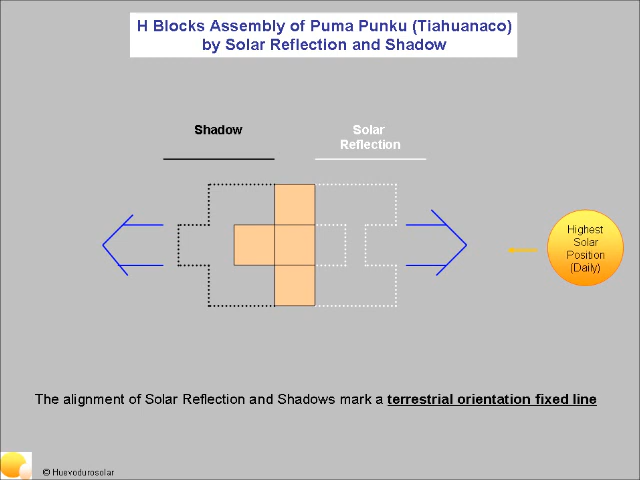 H Blocks Assembly of Puma Punku (Tiahuanaco)
by Solar Reflection and Shadow
Shadow
Solar
Reflection
Highest
Solar
Position
(Daily)
The alignment of Solar Reflection and Shadows mark a terrestrial orientation fixed line
© Huevodurosolar